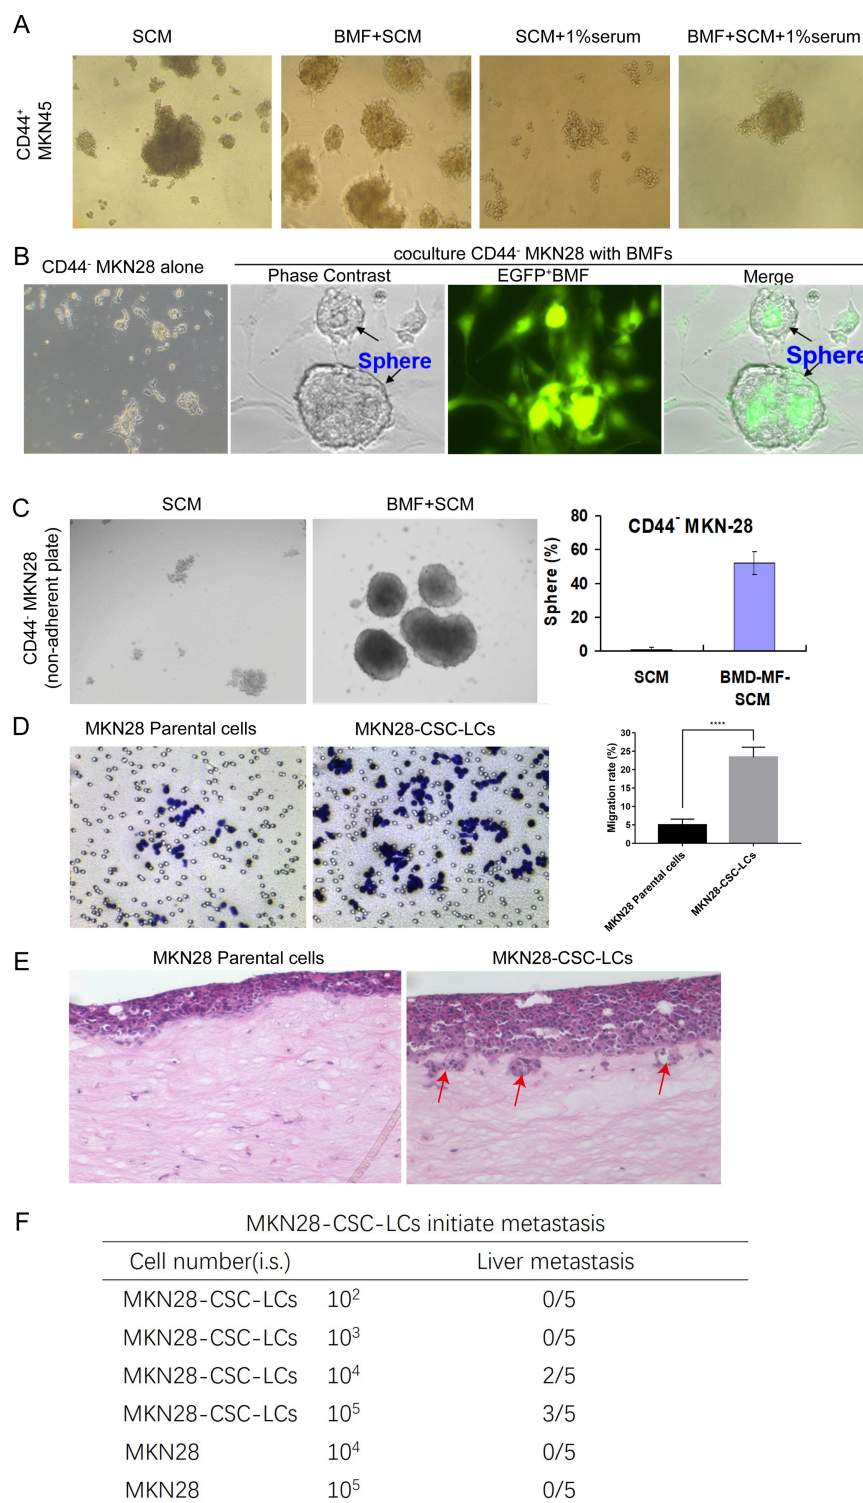 A
SCM
BMF+SCM
SCM+1%serum
BMF+SCM+1%serum
CD44⁺
MKN45
B
CD44⁻ MKN28 alone
coculture CD44⁻ MKN28 with BMFs
Phase Contrast
EGFP⁺BMF
Merge
Sphere
Sphere
C
SCM
BMF+SCM
CD44⁻ MKN28
(non-adherent plate)
CD44⁻ MKN-28
Sphere (%)
80
60
40
20
0
SCM
BMD-MF-
SCM
D
MKN28 Parental cells
MKN28-CSC-LCs
Migration rate (%)
30
25
20
15
10
5
0
****
MKN28 Parental cells
MKN28-CSC-LCs
E
MKN28 Parental cells
MKN28-CSC-LCs
F
MKN28-CSC-LCs initiate metastasis
Cell number(i.s.) Liver metastasis
MKN28-CSC-LCs 10² 0/5
MKN28-CSC-LCs 10³ 0/5
MKN28-CSC-LCs 10⁴ 2/5
MKN28-CSC-LCs 10⁵ 3/5
MKN28 10⁴ 0/5
MKN28 10⁵ 0/5